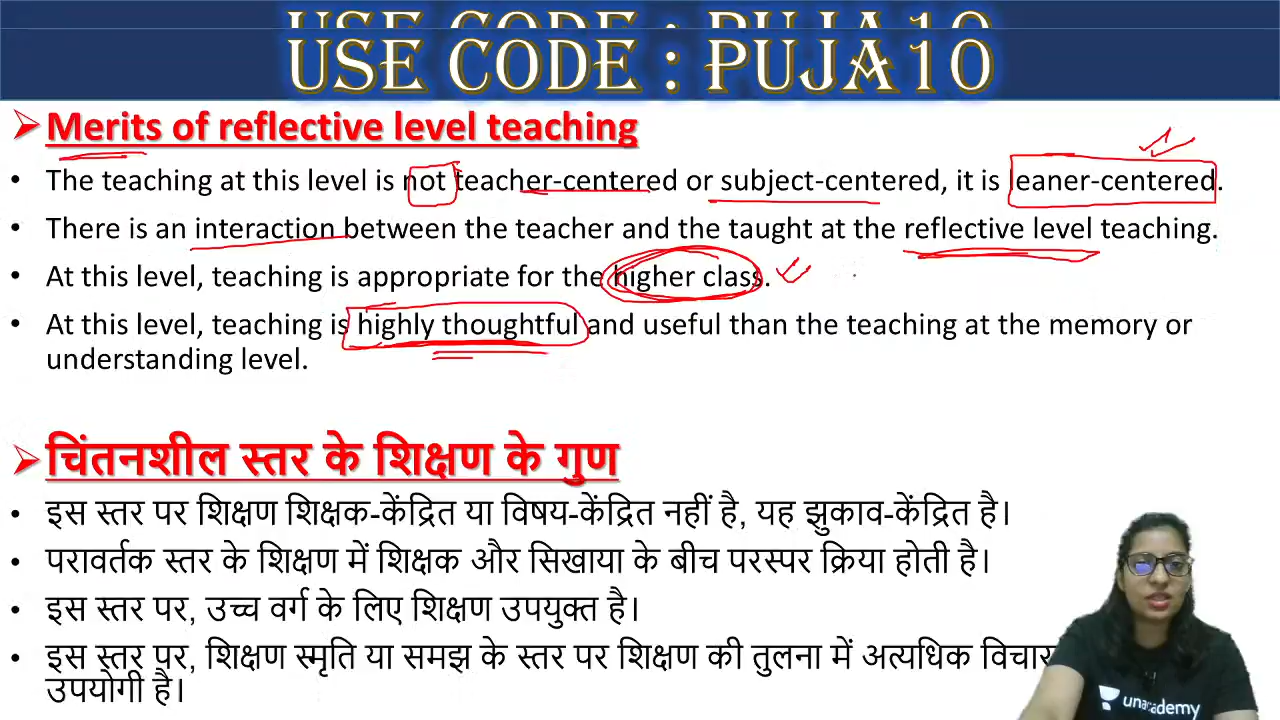 USE CODE : PUJA10
USE CODE : PUJA10
Merits of reflective level teaching
• The teaching at this level is not teacher-centered or subject-centered, it is leaner-centered.
• There is an interaction between the teacher and the taught at the reflective level teaching.
• At this level, teaching is appropriate for the higher class.
• At this level, teaching is highly thoughtful and useful than the teaching at the memory or
understanding level.
चिंतनशील स्तर के शिक्षण के गुण
• इस स्तर पर शिक्षण शिक्षक-केंद्रित या विषय-केंद्रित नहीं है, यह झुकाव-केंद्रित है।
• परावर्तक स्तर के शिक्षण में शिक्षक और सिखाया के बीच परस्पर क्रिया होती है।
• इस स्तर पर, उच्च वर्ग के लिए शिक्षण उपयुक्त है।
• इस स्तर पर, शिक्षण स्मृति या समझ के स्तर पर शिक्षण की तुलना में अत्यधिक
उपयोगी है।
unacademy